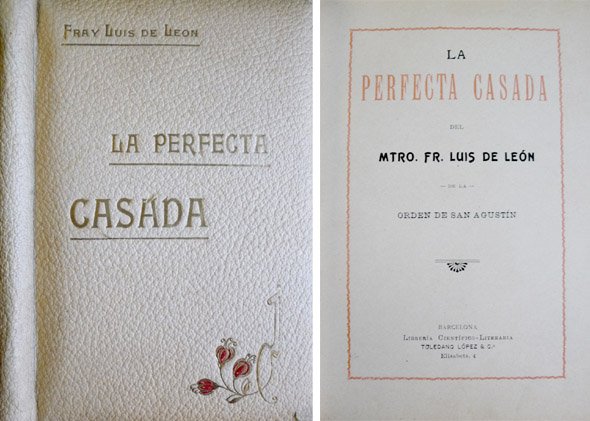 FRAY LUIS DE LEON
LA PERFECTA
CASADA
LA
PERFECTA CASADA
DEL
MTRO. FR. LUIS DE LEÓN
— DE LA —
ORDEN DE SAN AGUSTÍN
BARCELONA
LIBRERÍA CIENTÍFICO-LITERARIA
TOLEDANO LÓPEZ & C.ª
4